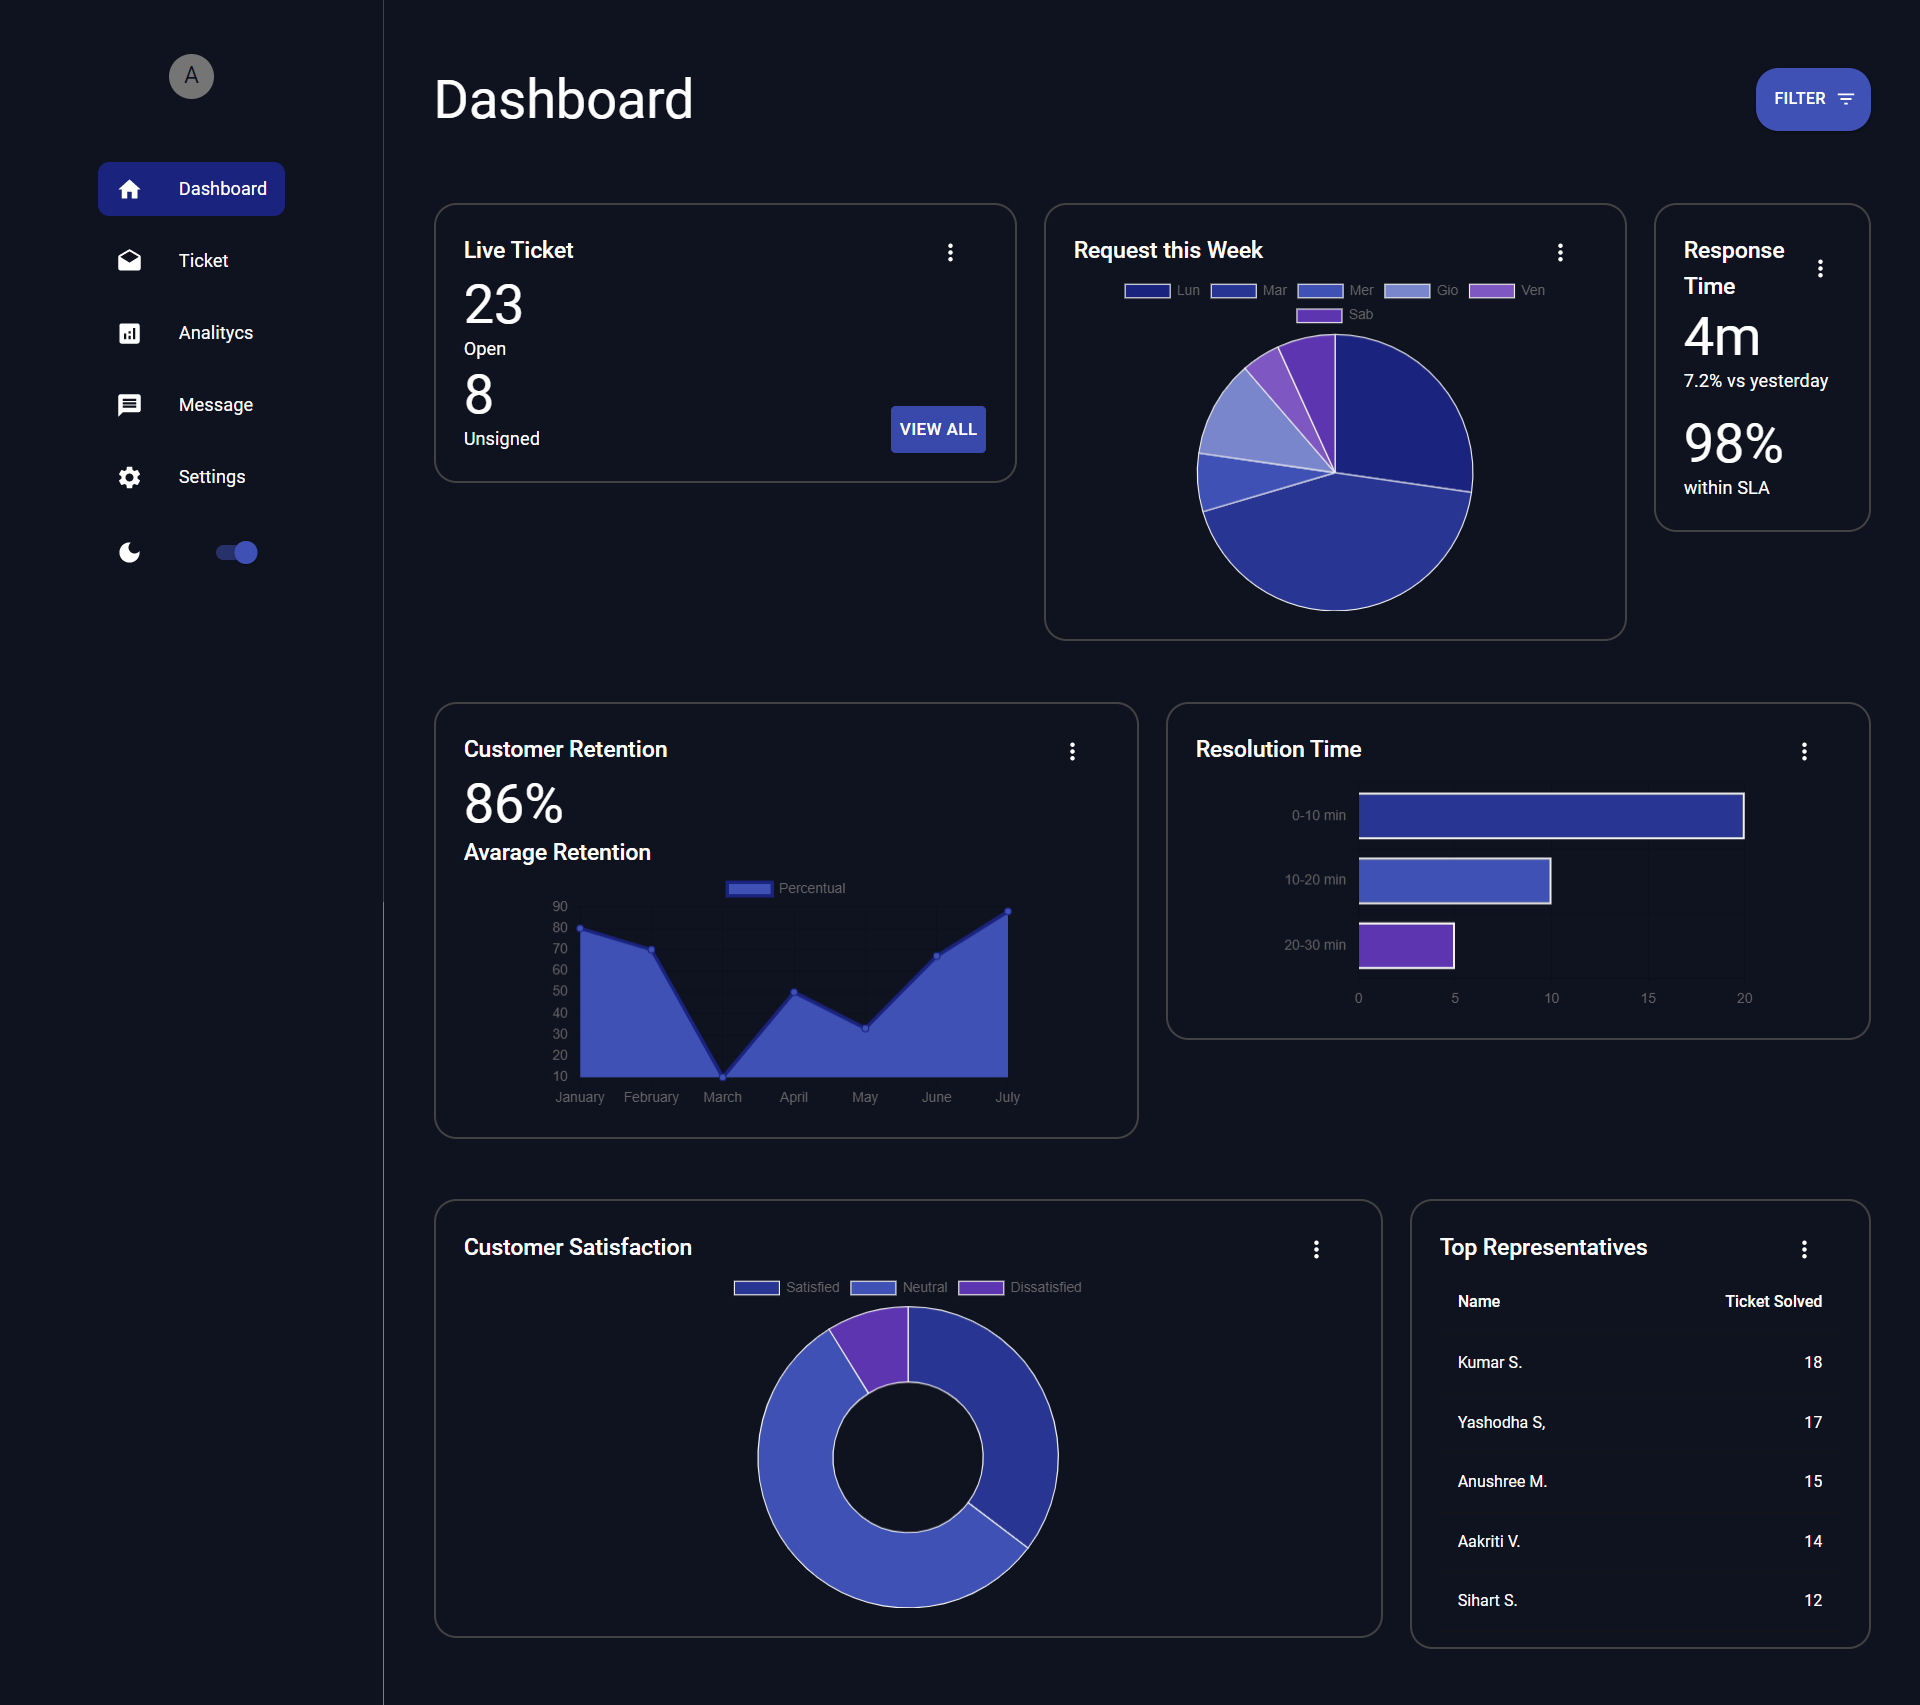 A
Dashboard
Ticket
Analitycs
Message
Settings
Dashboard
FILTER
Live Ticket
23
Open
8
Unsigned
VIEW ALL
Request this Week
Lun Mar Mer Gio Ven
Sab
Response
Time
4m
7.2% vs yesterday
98%
within SLA
Customer Retention
86%
Avarage Retention
Percentual
90
80
70
60
50
40
30
20
10
January February March April May June July
Resolution Time
0-10 min
10-20 min
20-30 min
0 5 10 15 20
Customer Satisfaction
Satisfied Neutral Dissatisfied
Top Representatives
Name Ticket Solved
Kumar S. 18
Yashodha S, 17
Anushree M. 15
Aakriti V. 14
Sihart S. 12